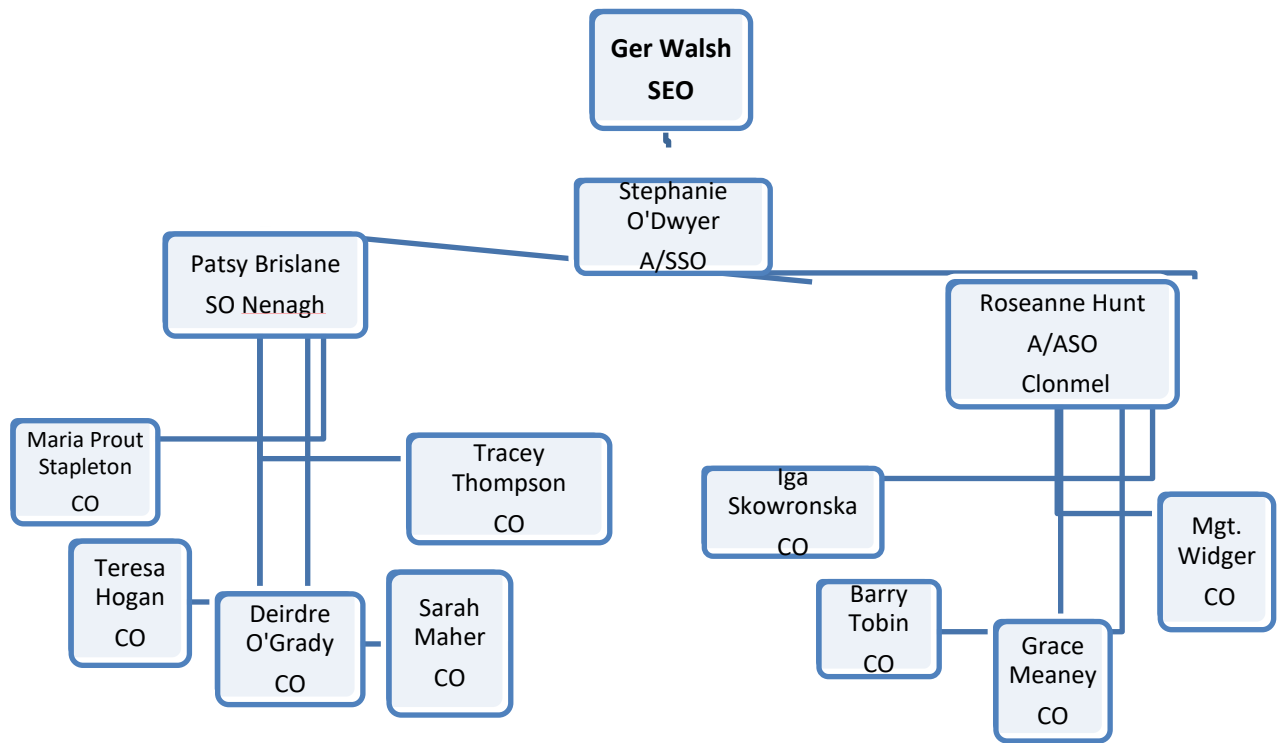 Ger Walsh
SEO
Stephanie
O'Dwyer
A/SSO
Patsy Brislane
SO Nenagh
Roseanne Hunt
A/ASO
Clonmel
Maria Prout
Stapleton
CO
Tracey
Thompson
CO
Teresa
Hogan
CO
Deirdre
O'Grady
CO
Sarah
Maher
CO
Iga
Skowronska
CO
Mgt.
Widger
CO
Barry
Tobin
CO
Grace
Meaney
CO